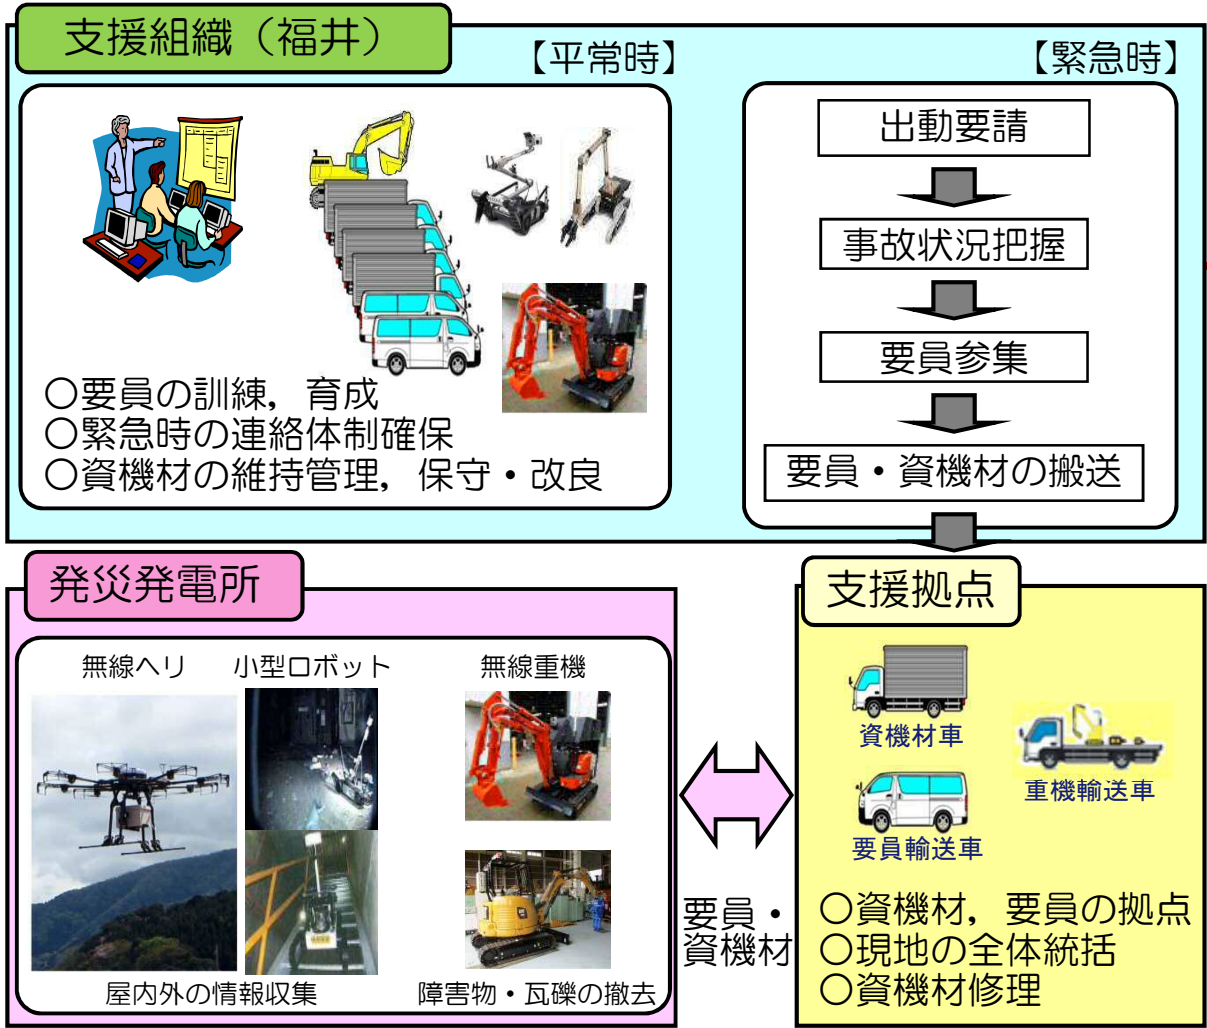 支援組織（福井）
【平常時】
〇要員の訓練，育成
〇緊急時の連絡体制確保
〇資機材の維持管理，保守・改良
【緊急時】
出動要請
事故状況把握
要員参集
要員・資機材の搬送
発災発電所
無線ヘリ
小型ロボット
無線重機
屋内外の情報収集
障害物・瓦礫の撤去
要員・
資機材
支援拠点
資機材車
重機輸送車
要員輸送車
〇資機材，要員の拠点
〇現地の全体統括
〇資機材修理